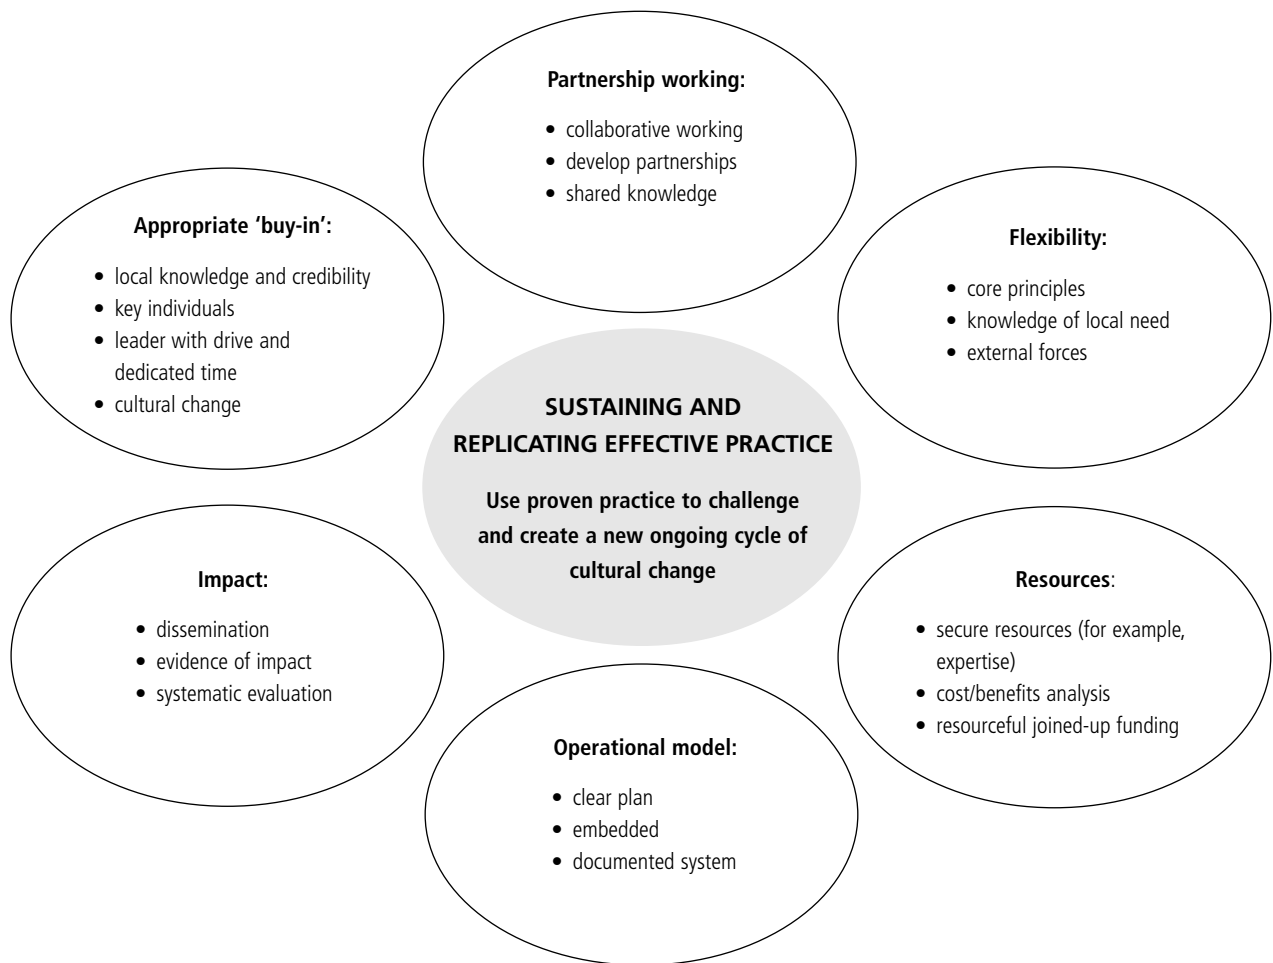 Partnership working:
• collaborative working
• develop partnerships
• shared knowledge
Appropriate ‘buy-in’:
• local knowledge and credibility
• key individuals
• leader with drive and
dedicated time
• cultural change
Flexibility:
• core principles
• knowledge of local need
• external forces
SUSTAINING AND
REPLICATING EFFECTIVE PRACTICE
Use proven practice to challenge
and create a new ongoing cycle of
cultural change
Impact:
• dissemination
• evidence of impact
• systematic evaluation
Resources:
• secure resources (for example,
expertise)
• cost/benefits analysis
• resourceful joined-up funding
Operational model:
• clear plan
• embedded
• documented system